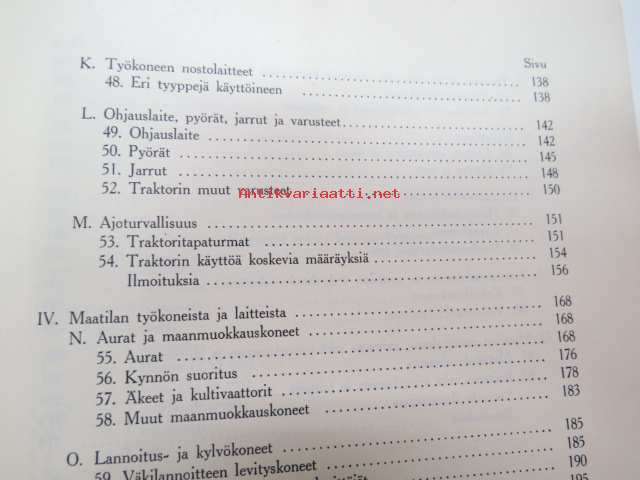 Sivu
K. Työkoneen nostolaitteet 138
48. Eri tyyppejä käyttöineen 138
L. Ohjauslaite, pyörät, jarrut ja varusteet 142
49. Ohjauslaite 142
50. Pyörät 145
51. Jarrut 148
52. Traktorin muut varusteet 150
Antikvariaatti.net
M. Ajoturvallisuus 151
53. Traktoritapaturmat 151
54. Traktorin käyttöä koskevia määräyksiä 154
Ilmoituksia 156
IV. Maatilan työkoneista ja laitteista 168
N. Aurat ja maanmuokkauskoneet 168
55. Aurat 168
56. Kynnön suoritus 176
57. Äkeet ja kultivaattorit 178
58. Muut maanmuokkauskoneet 183
O. Lannoitus- ja kylvökoneet 185
59. Väkilannoitteen levityskoneet 185
190